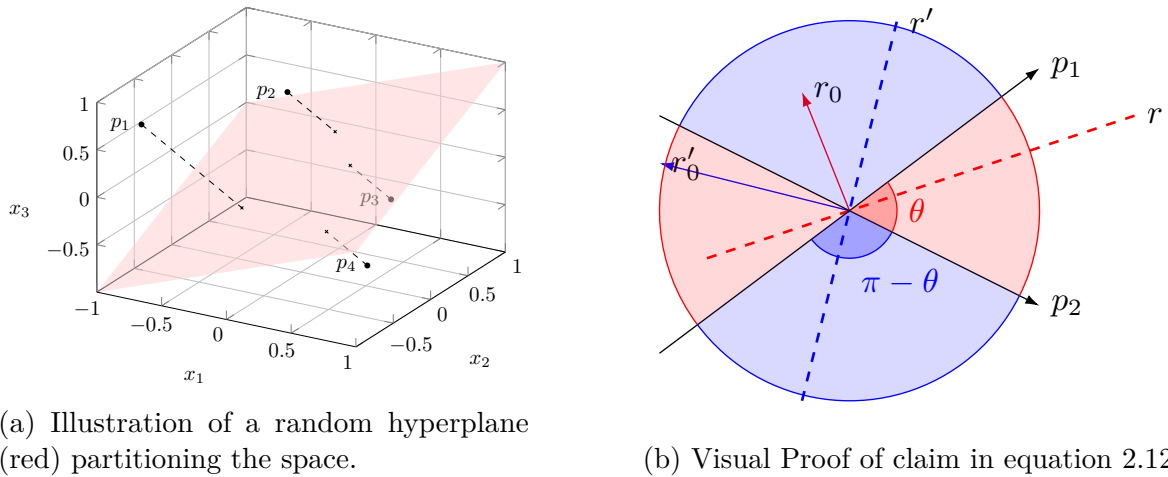 1
0.5
0
−0.5
x₃
−1
−0.5
0
0.5
1
x₁
−0.5
0
0.5
1
x₂
p₁
p₂
p₃
p₄
r′
p₁
r₀
r
r′₀
θ
π − θ
p₂
(a) Illustration of a random hyperplane
(red) partitioning the space.
(b) Visual Proof of claim in equation 2.12